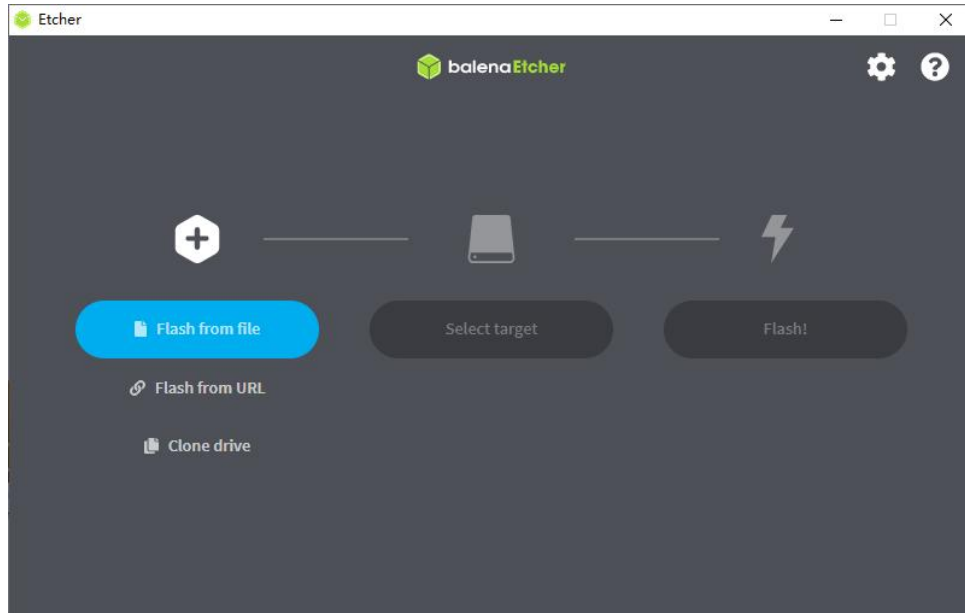 Etcher
balenaEtcher
Flash from file
Select target
Flash!
Flash from URL
Clone drive